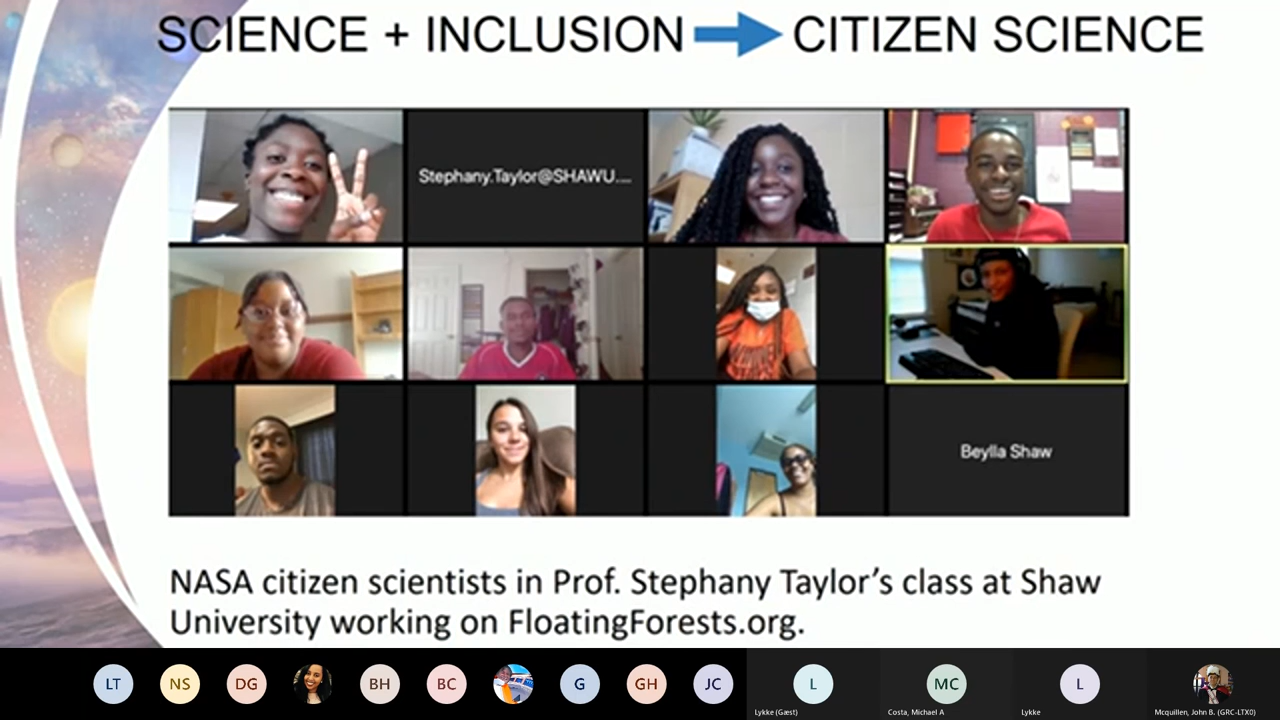 SCIENCE + INCLUSION CITIZEN SCIENCE
Stephany.Taylor@SHAWU....
Beylla Shaw
NASA citizen scientists in Prof. Stephany Taylor's class at Shaw
University working on FloatingForests.org.
LT NS DG BH BC G GH JC L MC L
Lykke (Gæst) Costa, Michael A Lykke Mcquillen, John B. (GRC-LTX0)